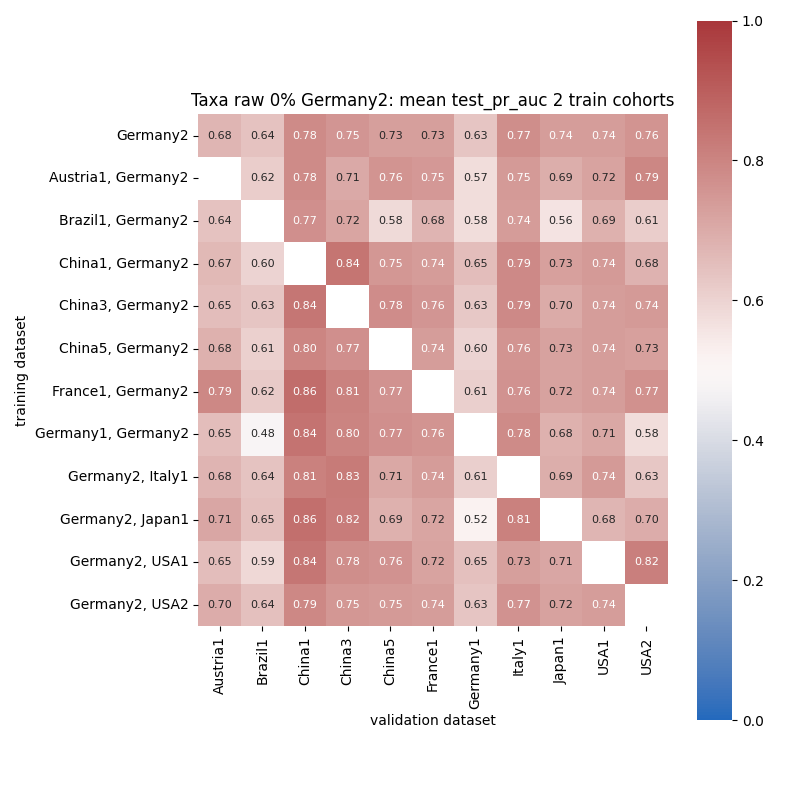 Taxa raw 0% Germany2: mean test_pr_auc 2 train cohorts
training dataset
Germany2 0.68 0.64 0.78 0.75 0.73 0.73 0.63 0.77 0.74 0.74 0.76
Austria1, Germany2 0.62 0.78 0.71 0.76 0.75 0.57 0.75 0.69 0.72 0.79
Brazil1, Germany2 0.64 0.77 0.72 0.58 0.68 0.58 0.74 0.56 0.69 0.61
China1, Germany2 0.67 0.60 0.84 0.75 0.74 0.65 0.79 0.73 0.74 0.68
China3, Germany2 0.65 0.63 0.84 0.78 0.76 0.63 0.79 0.70 0.74 0.74
China5, Germany2 0.68 0.61 0.80 0.77 0.74 0.60 0.76 0.73 0.74 0.73
France1, Germany2 0.79 0.62 0.86 0.81 0.77 0.61 0.76 0.72 0.74 0.77
Germany1, Germany2 0.65 0.48 0.84 0.80 0.77 0.76 0.78 0.68 0.71 0.58
Germany2, Italy1 0.68 0.64 0.81 0.83 0.71 0.74 0.61 0.69 0.74 0.63
Germany2, Japan1 0.71 0.65 0.86 0.82 0.69 0.72 0.52 0.81 0.68 0.70
Germany2, USA1 0.65 0.59 0.84 0.78 0.76 0.72 0.65 0.73 0.71 0.82
Germany2, USA2 0.70 0.64 0.79 0.75 0.75 0.74 0.63 0.77 0.72 0.74
Austria1 Brazil1 China1 China3 China5 France1 Germany1 Italy1 Japan1 USA1 USA2
validation dataset
1.0
0.8
0.6
0.4
0.2
0.0